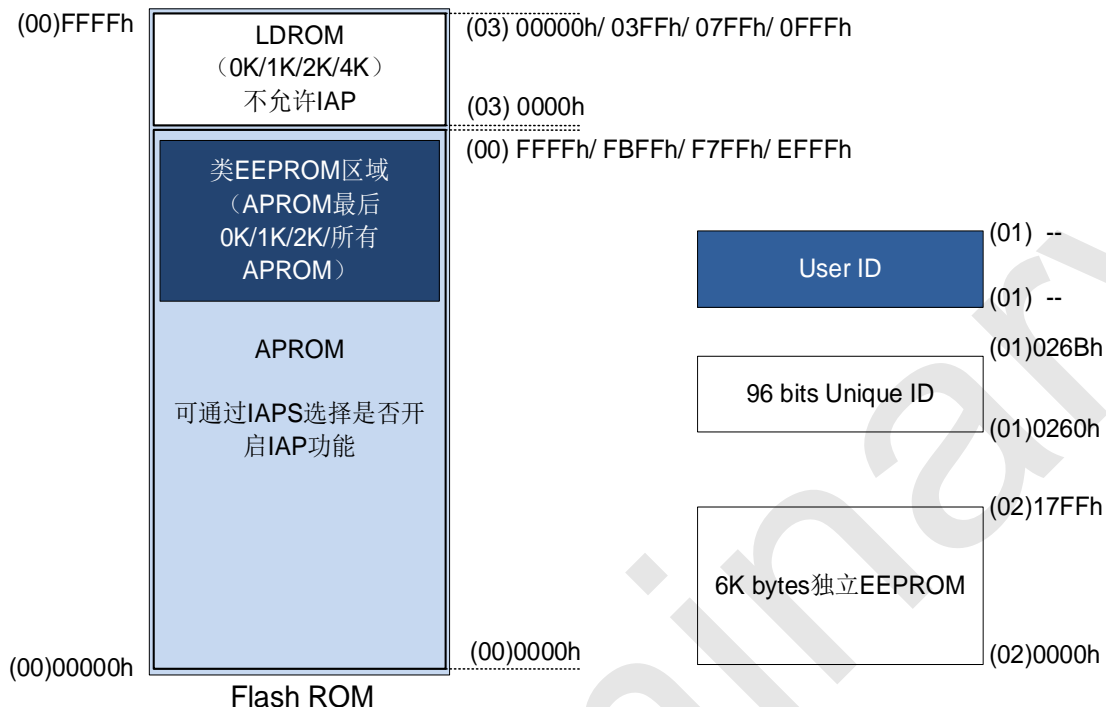 (00)FFFFh
LDROM
（0K/1K/2K/4K）
不允许IAP
(03) 00000h/ 03FFh/ 07FFh/ 0FFFh
(03) 0000h
(00) FFFFh/ FBFFh/ F7FFh/ EFFFh
类EEPROM区域
（APROM最后
0K/1K/2K/所有
APROM）
APROM
可通过IAPS选择是否开
启IAP功能
(00)00000h
(00)0000h
Flash ROM
(01) --
User ID
(01) --
(01)026Bh
96 bits Unique ID
(01)0260h
(02)17FFh
6K bytes独立EEPROM
(02)0000h